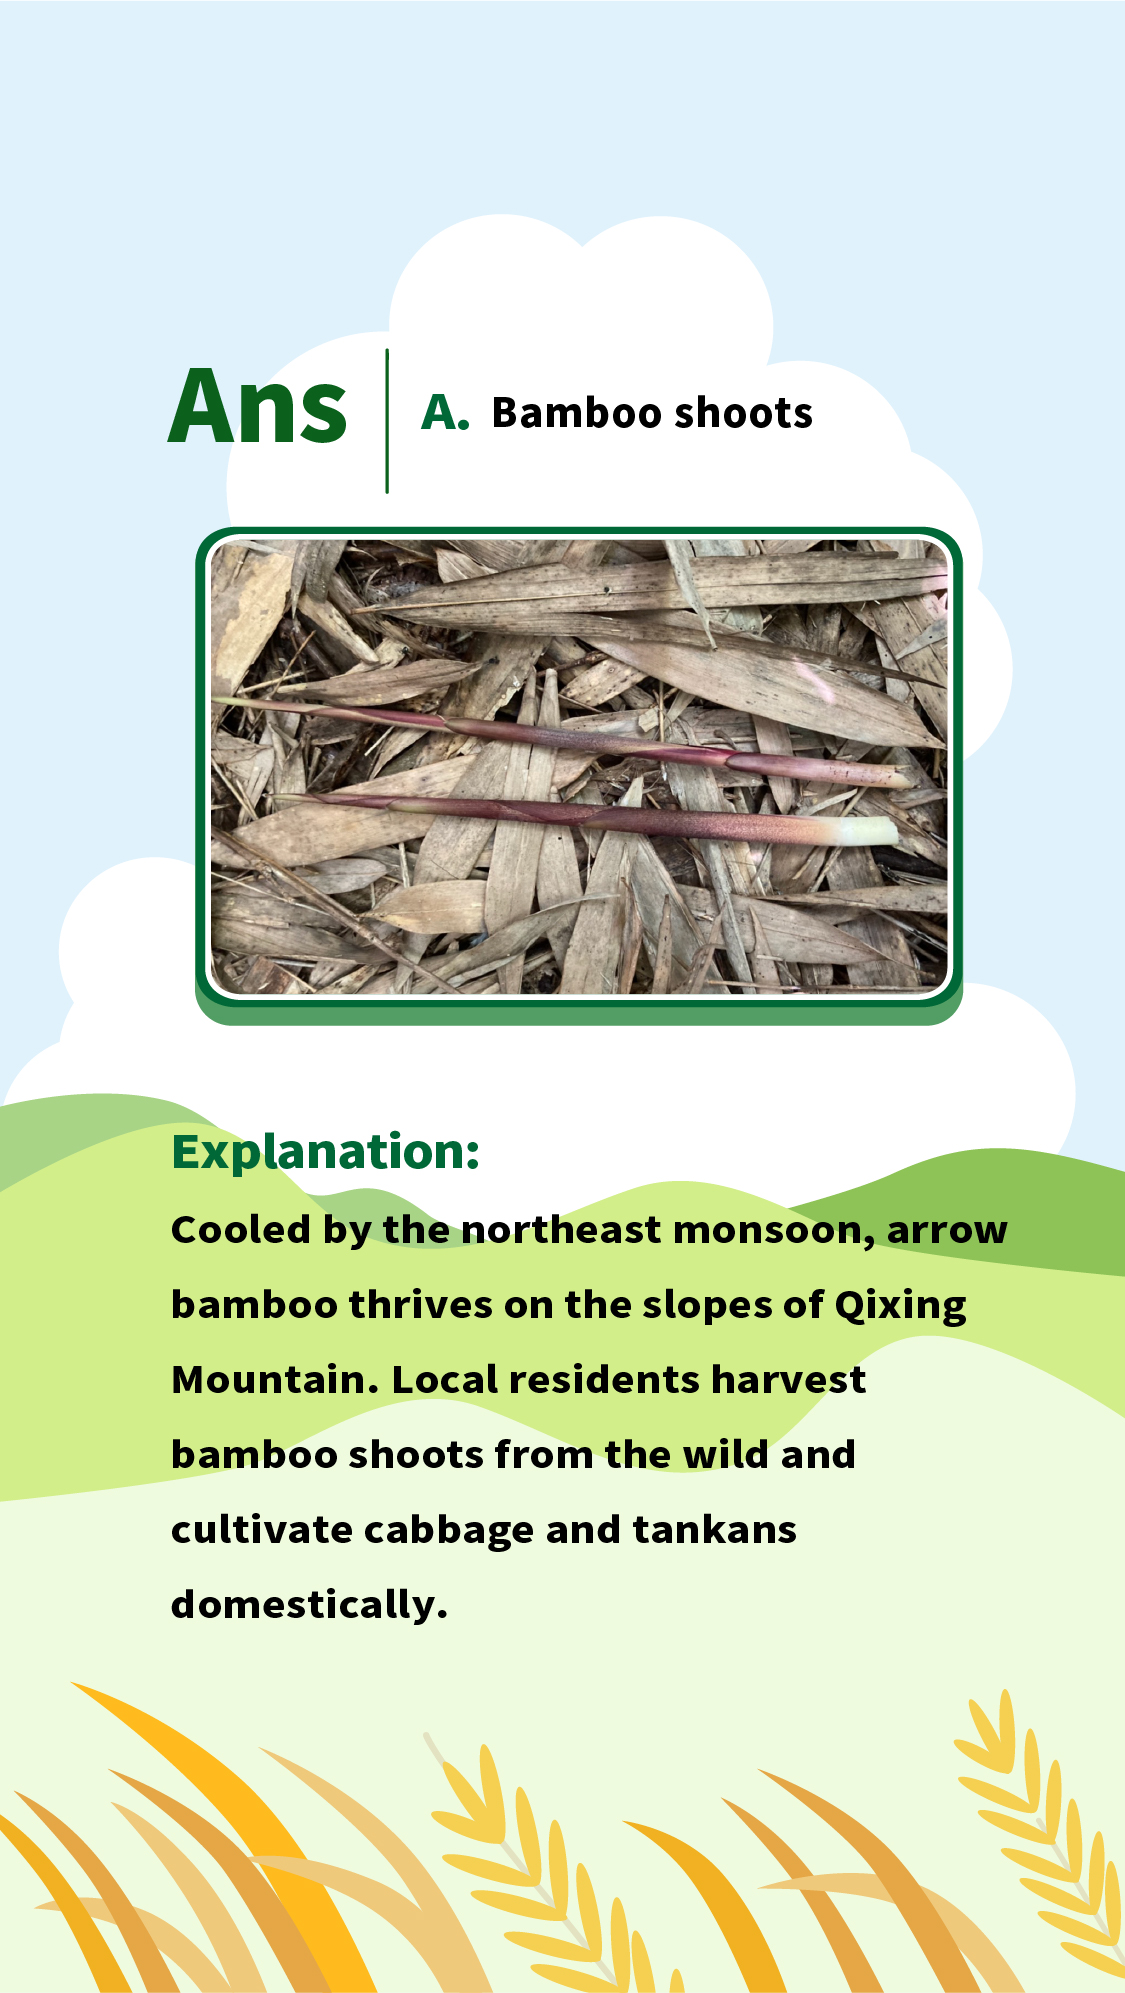 Ans
A. Bamboo shoots
Explanation:
Cooled by the northeast monsoon, arrow
bamboo thrives on the slopes of Qixing
Mountain. Local residents harvest
bamboo shoots from the wild and
cultivate cabbage and tankans
domestically.